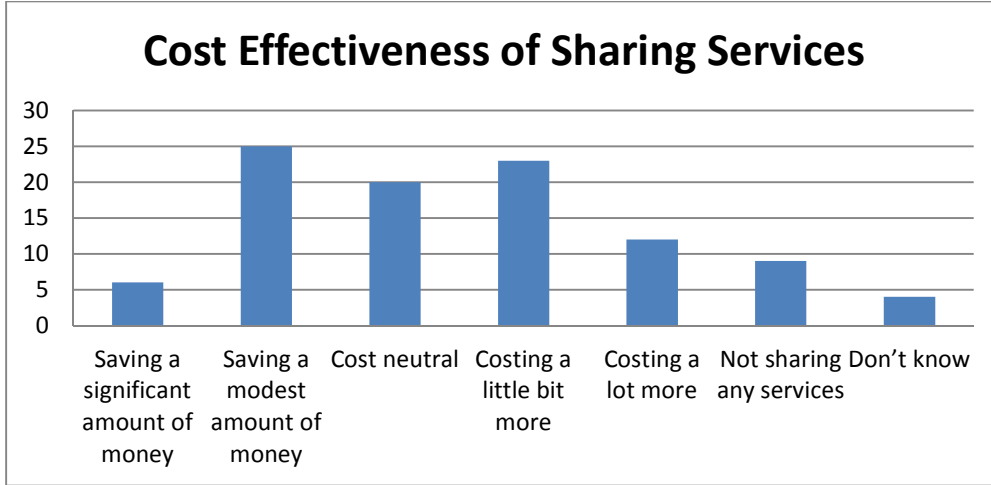 Cost Effectiveness of Sharing Services
30
25
20
15
10
5
0
Saving a
significant
amount of
money
Saving a
modest
amount of
money
Cost neutral
Costing a
little bit
more
Costing a
lot more
Not sharing
any services
Don’t know